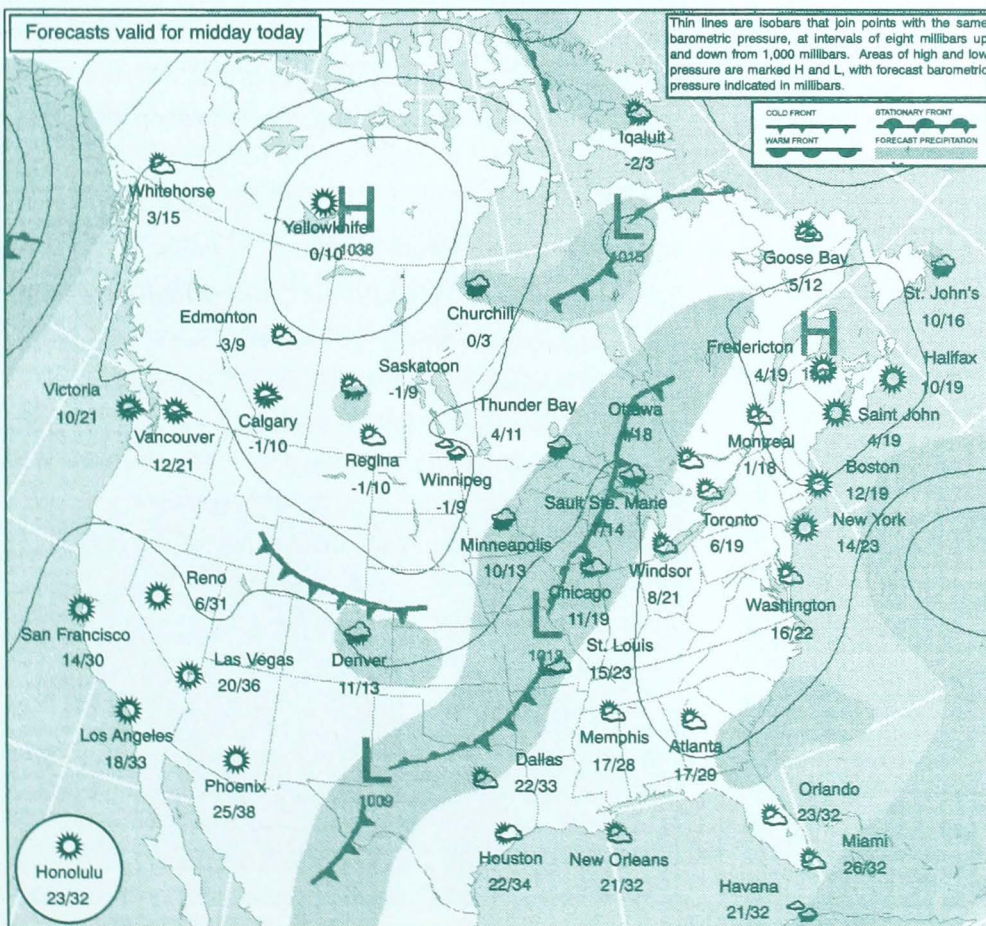 Forecasts valid for midday today
Thin lines are isobars that join points with the same
barometric pressure, at intervals of eight millibars up
and down from 1,000 millibars. Areas of high and low
pressure are marked H and L, with forecast barometric
pressure indicated in millibars.
COLD FRONT
STATIONARY FRONT
WARM FRONT
FORECAST PRECIPITATION
Iqaluit
-2/3
Whitehorse
3/15
H
Yellowknife
1038
0/10
L
1015
Goose Bay
5/12
St. John's
10/16
Churchill
0/3
Edmonton
-3/9
H
Fredericton
4/19
Halifax
10/19
Saskatoon
-1/9
Victoria
10/21
Vancouver
12/21
Calgary
-1/10
Thunder Bay
4/11
Ottawa
/18
Saint John
4/19
Montreal
1/18
Regina
-1/10
Winnipeg
-1/9
Boston
12/19
Sault Ste. Marie
/14
Toronto
6/19
New York
14/23
Minneapolis
10/13
Windsor
8/21
Reno
6/31
Chicago
11/19
Washington
16/22
San Francisco
14/30
L
Denver
11/13
St. Louis
15/23
Las Vegas
20/36
Los Angeles
18/33
Memphis
17/28
Atlanta
17/29
Phoenix
25/38
L
1009
Dallas
22/33
Orlando
23/32
Honolulu
23/32
Houston
22/34
New Orleans
21/32
Miami
26/32
Havana
21/32